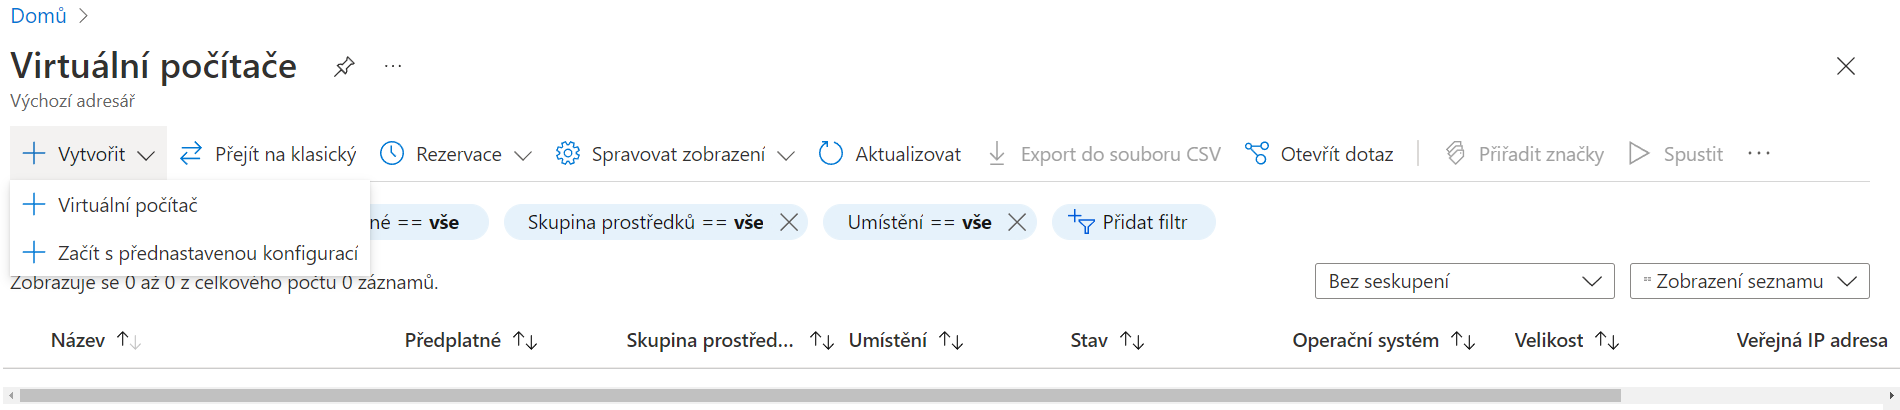 Domů
Virtuální počítače
Výchozí adresář
Vytvořit Přejít na klasický Rezervace Spravovat zobrazení Aktualizovat Export do souboru CSV Otevřít dotaz Přiřadit značky Spustit
Virtuální počítač
né == vše Skupina prostředků == vše Umístění == vše Přidat filtr
Začít s přednastavenou konfigurací
Zobrazuje se 0 až 0 z celkového počtu 0 záznamů.
Bez seskupení Zobrazení seznamu
Název Předplatné Skupina prostřed... Umístění Stav Operační systém Velikost Veřejná IP adresa